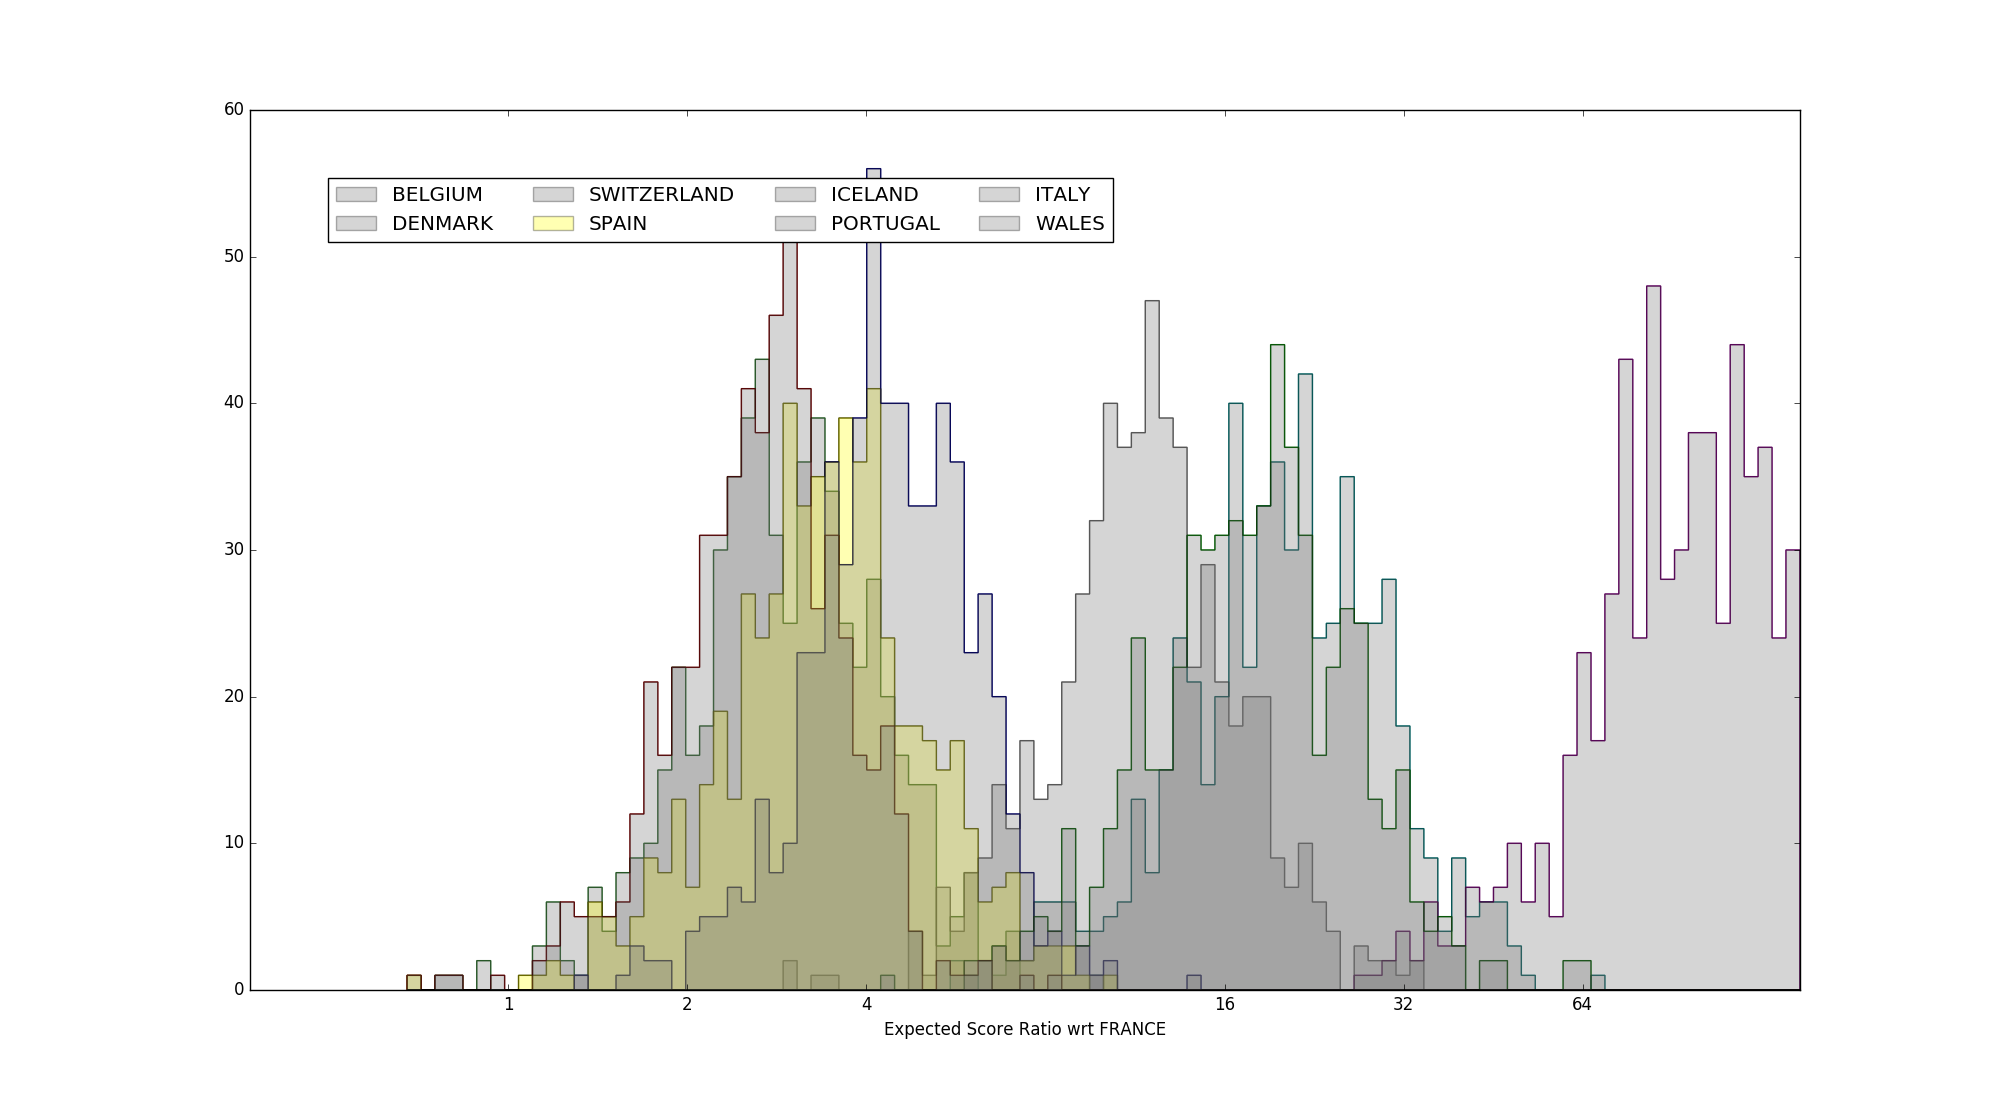 60
BELGIUM SWITZERLAND ICELAND ITALY
DENMARK SPAIN PORTUGAL WALES
50
40
30
20
10
0
1 2 4 16 32 64
Expected Score Ratio wrt FRANCE